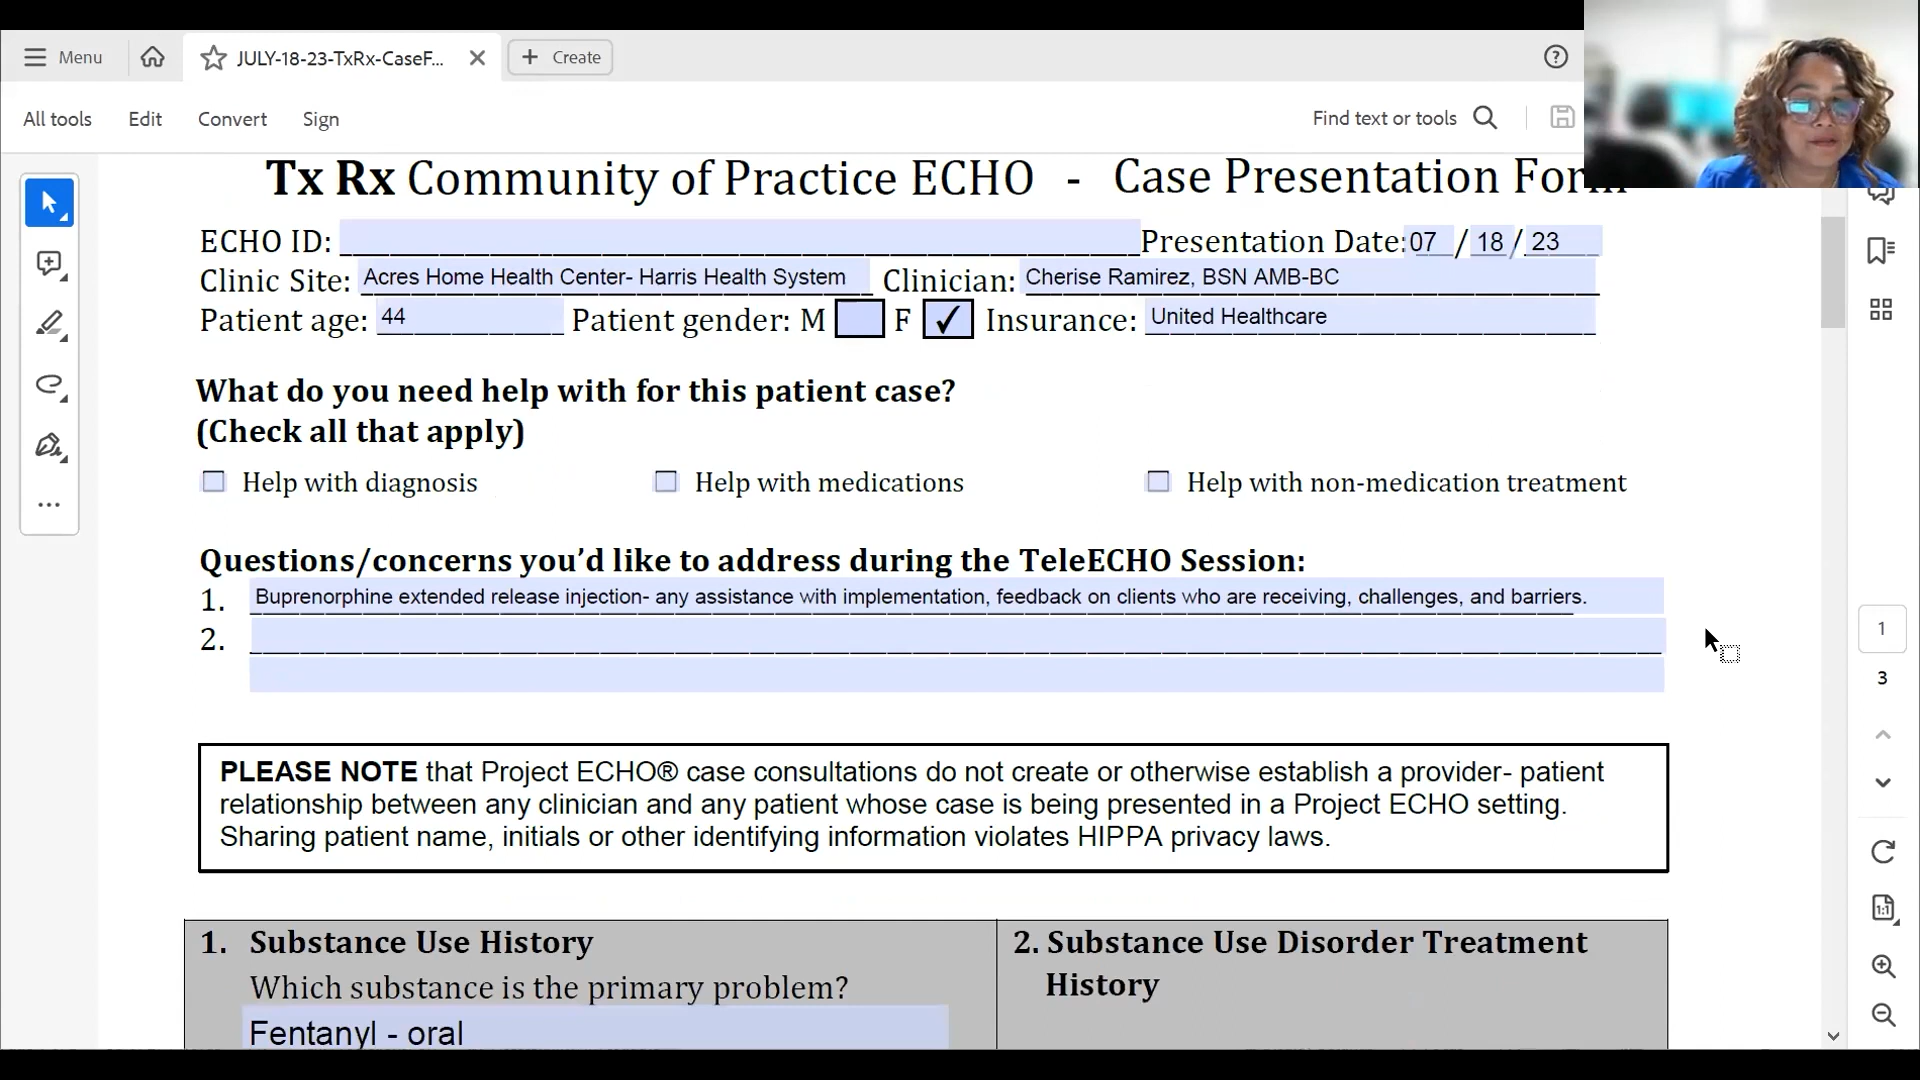 Menu
JULY-18-23-TxRx-CaseF...
Create
All tools
Edit
Convert
Sign
Find text or tools
Tx Rx Community of Practice ECHO - Case Presentation Form
ECHO ID: Presentation Date: 07 / 18 / 23
Clinic Site: Acres Home Health Center- Harris Health System Clinician: Cherise Ramirez, BSN AMB-BC
Patient age: 44 Patient gender: M F ✓ Insurance: United Healthcare
What do you need help with for this patient case?
(Check all that apply)
Help with diagnosis Help with medications Help with non-medication treatment
Questions/concerns you’d like to address during the TeleECHO Session:
1. Buprenorphine extended release injection- any assistance with implementation, feedback on clients who are receiving, challenges, and barriers.
2.
PLEASE NOTE that Project ECHO® case consultations do not create or otherwise establish a provider- patient
relationship between any clinician and any patient whose case is being presented in a Project ECHO setting.
Sharing patient name, initials or other identifying information violates HIPPA privacy laws.
1. Substance Use History
Which substance is the primary problem?
Fentanyl - oral
2. Substance Use Disorder Treatment
History
1
3
1:1